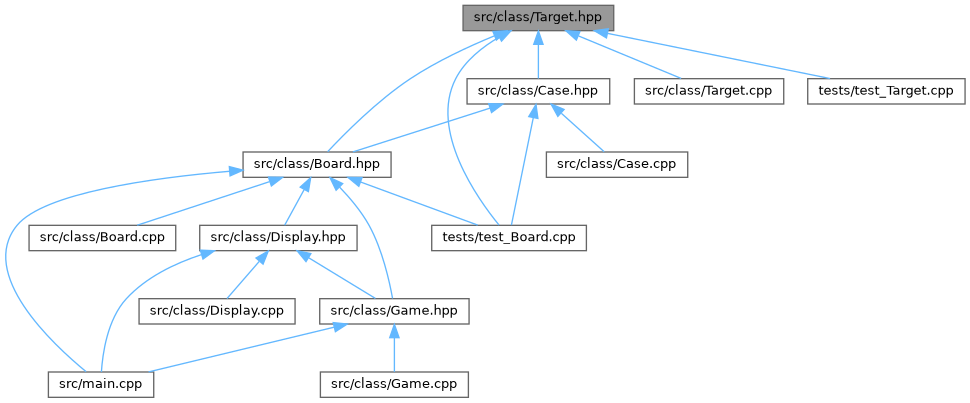 src/class/Target.hpp
src/class/Case.hpp
src/class/Target.cpp
tests/test_Target.cpp
src/class/Board.hpp
src/class/Case.cpp
src/class/Board.cpp
src/class/Display.hpp
tests/test_Board.cpp
src/class/Display.cpp
src/class/Game.hpp
src/main.cpp
src/class/Game.cpp